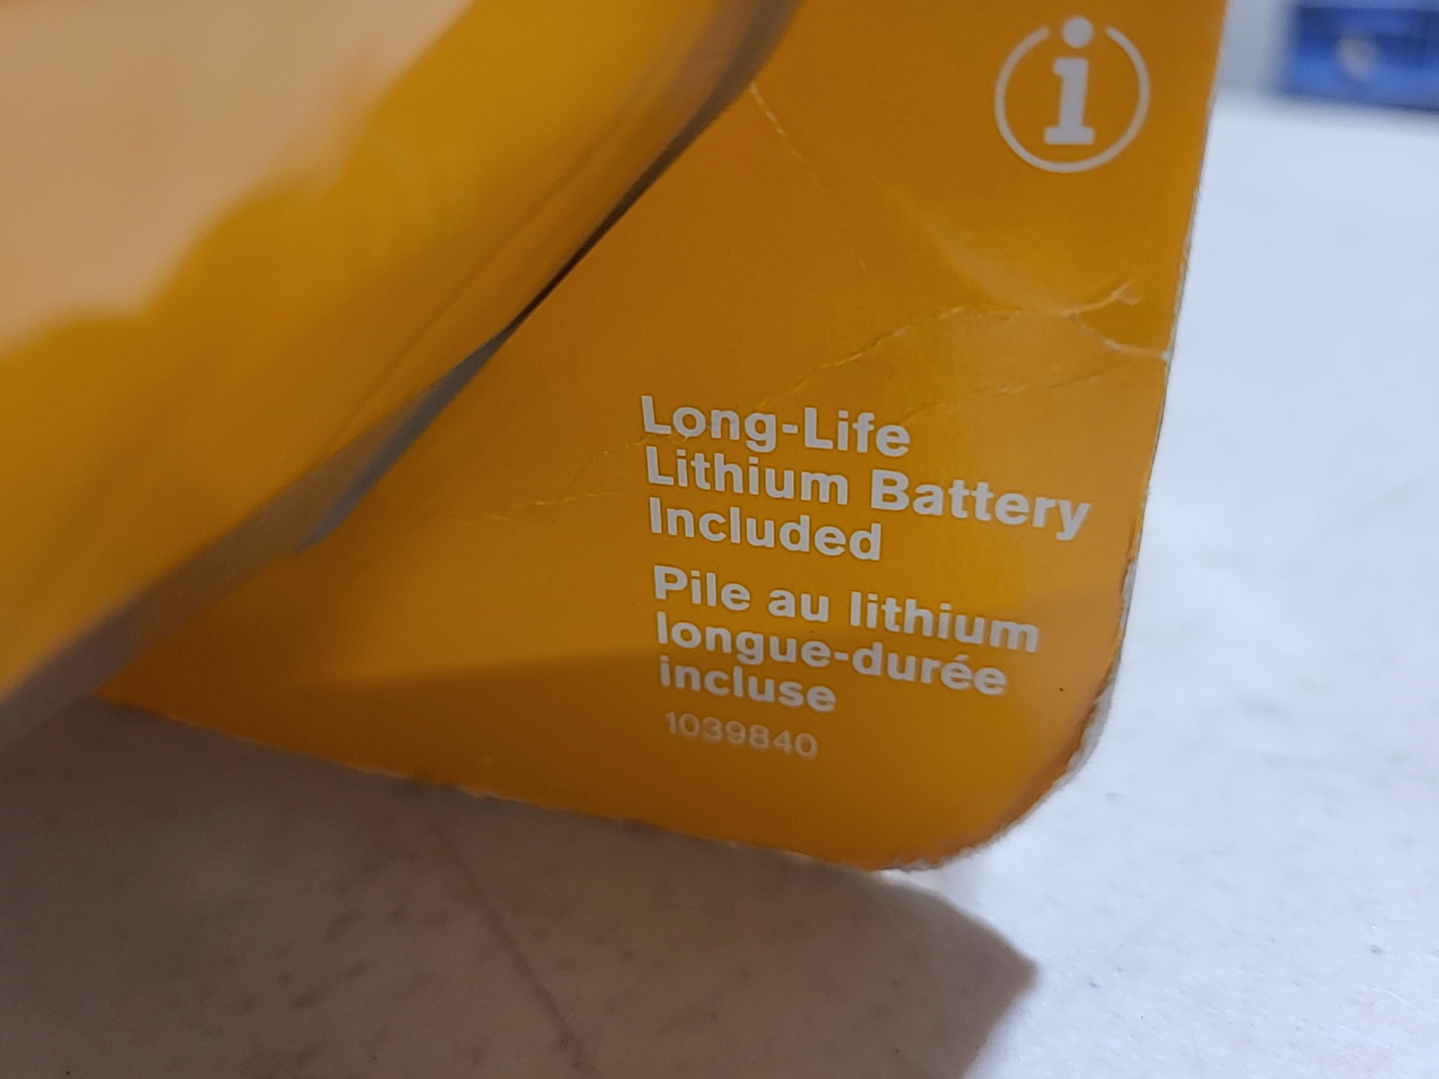 i
Long-Life
Lithium Battery
Included
Pile au lithium
longue-durée
incluse
1039840